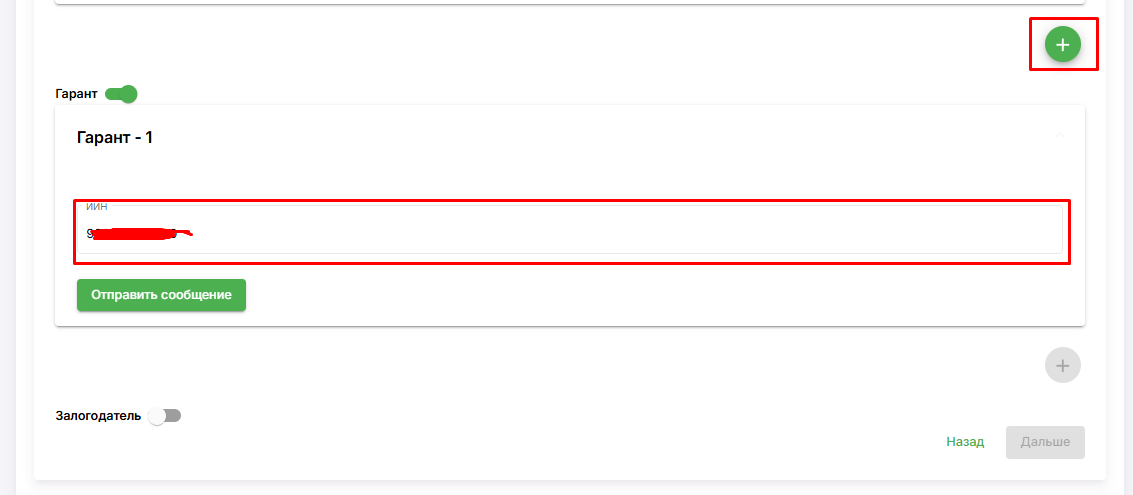 Гарант
Гарант - 1
ИИН
Отправить сообщение
Залогодатель
Назад
Дальше